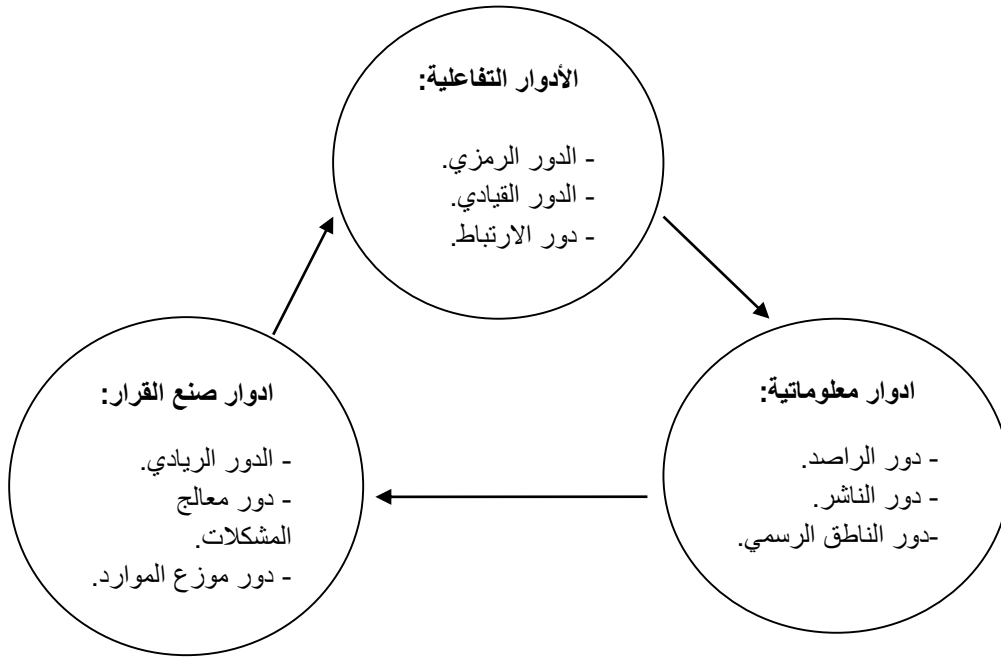 الأدوار التفاعلية:
- الدور الرمزي.
- الدور القيادي.
- دور الارتباط.
ادوار معلوماتية:
- دور الراصد.
- دور الناشر.
-دور الناطق الرسمي.
ادوار صنع القرار:
- الدور الريادي.
- دور معالج
المشكلات.
- دور موزع الموارد.